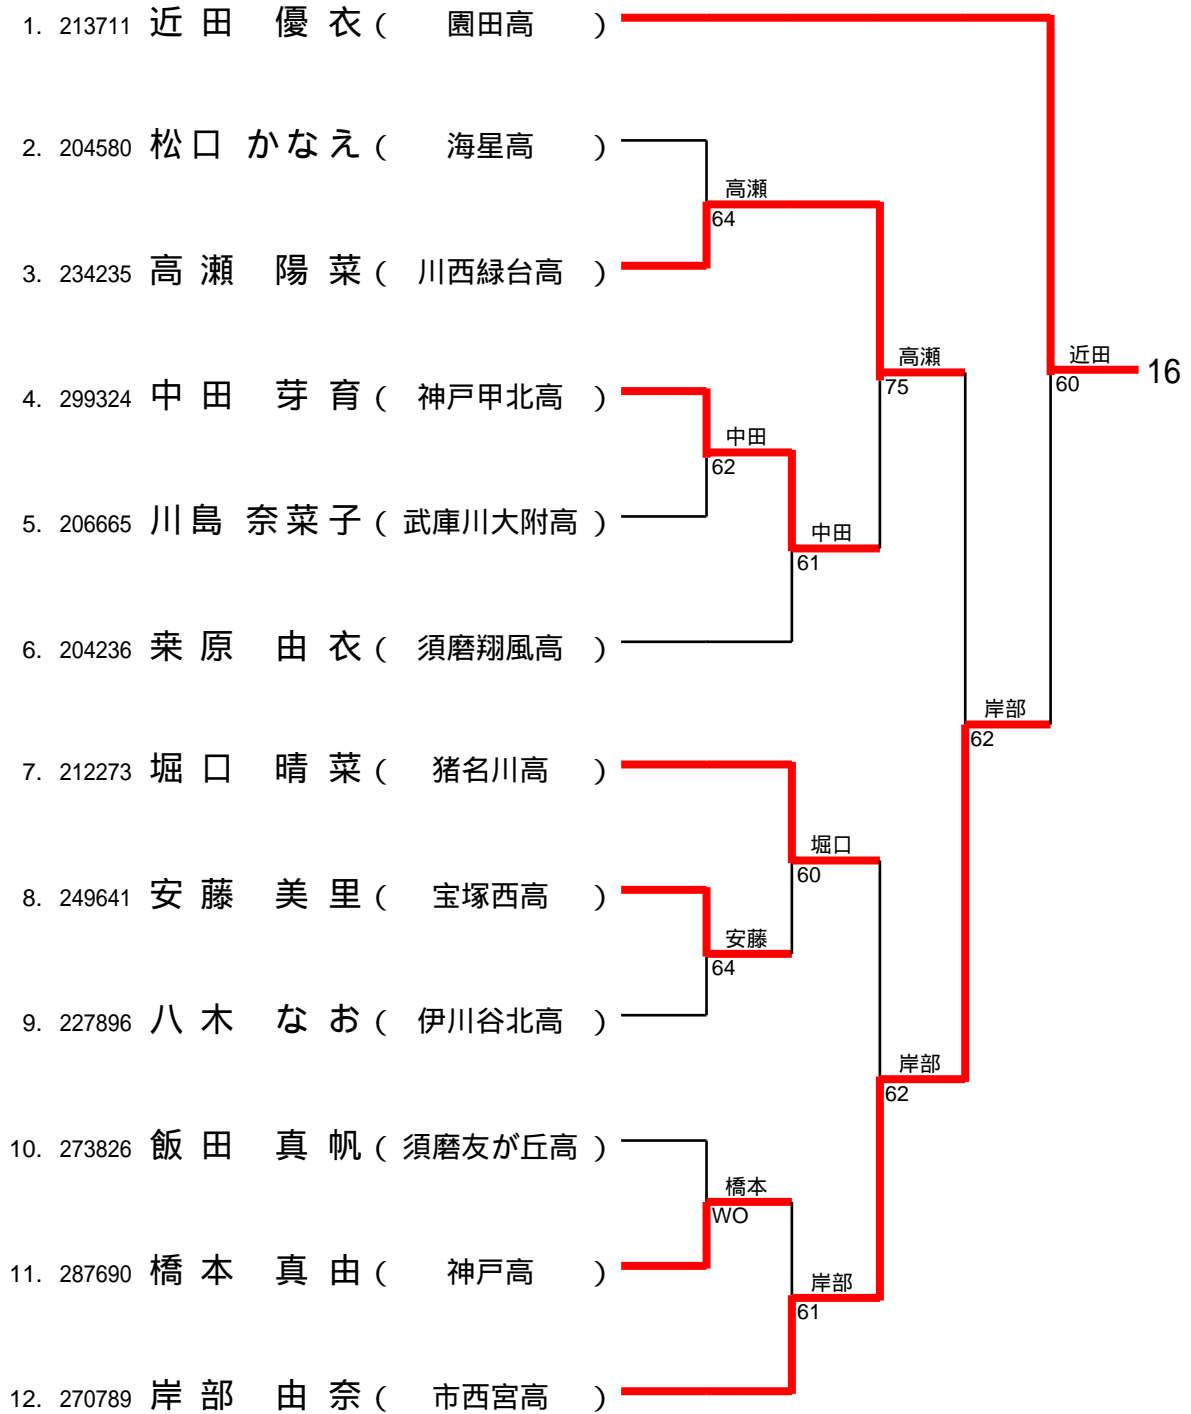 1. 213711 近田 優衣 ( 園田高 )
2. 204580 松口 かなえ ( 海星高 )
高瀬
64
3. 234235 高瀬 陽菜 ( 川西緑台高 )
高瀬
75
近田
60
16
4. 299324 中田 芽育 ( 神戸甲北高 )
中田
62
5. 206665 川島 奈菜子 ( 武庫川大附高 )
中田
61
6. 204236 桒原 由衣 ( 須磨翔風高 )
岸部
62
7. 212273 堀口 晴菜 ( 猪名川高 )
堀口
60
8. 249641 安藤 美里 ( 宝塚西高 )
安藤
64
9. 227896 八木 なお ( 伊川谷北高 )
岸部
62
10. 273826 飯田 真帆 ( 須磨友が丘高 )
橋本
WO
11. 287690 橋本 真由 ( 神戸高 )
岸部
61
12. 270789 岸部 由奈 ( 市西宮高 )